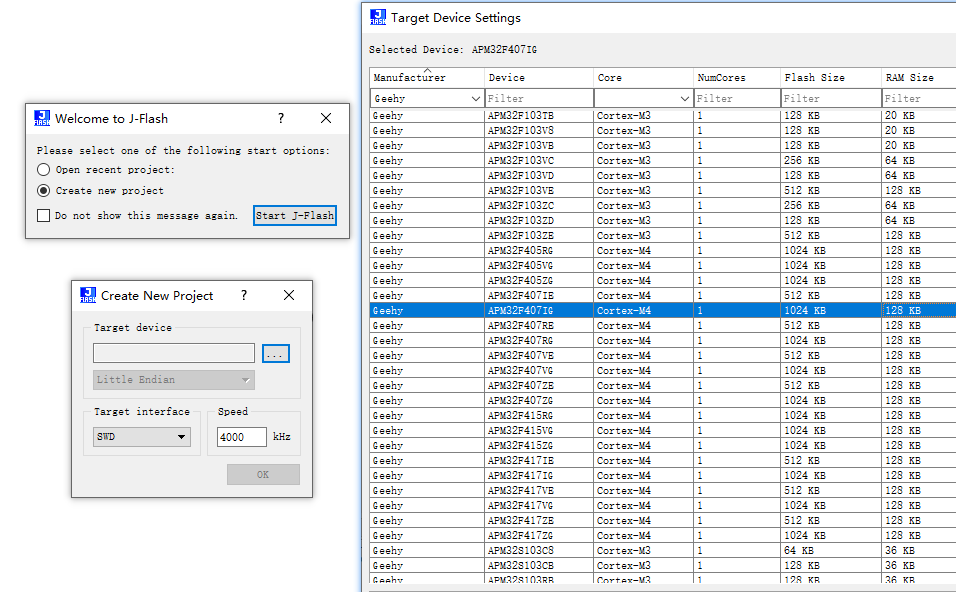 Welcome to J-Flash
?
Please select one of the following start options:
Open recent project:
Create new project
Do not show this message again.
Start J-Flash
Create New Project
?
Target device
...
Little Endian
Target interface
Speed
SWD
4000
kHz
OK
Target Device Settings
Selected Device: APM32F407IG
Manufacturer Device Core NumCores Flash Size RAM Size
Geehy Filter Filter Filter Filter
Geehy APM32F103TB Cortex-M3 1 128 KB 20 KB
Geehy APM32F103V8 Cortex-M3 1 128 KB 20 KB
Geehy APM32F103VB Cortex-M3 1 128 KB 20 KB
Geehy APM32F103VC Cortex-M3 1 256 KB 64 KB
Geehy APM32F103VD Cortex-M3 1 128 KB 64 KB
Geehy APM32F103VE Cortex-M3 1 512 KB 128 KB
Geehy APM32F103ZC Cortex-M3 1 256 KB 64 KB
Geehy APM32F103ZD Cortex-M3 1 128 KB 64 KB
Geehy APM32F103ZE Cortex-M3 1 512 KB 128 KB
Geehy APM32F405RG Cortex-M4 1 1024 KB 128 KB
Geehy APM32F405VG Cortex-M4 1 1024 KB 128 KB
Geehy APM32F405ZG Cortex-M4 1 1024 KB 128 KB
Geehy APM32F407IE Cortex-M4 1 512 KB 128 KB
Geehy APM32F407IG Cortex-M4 1 1024 KB 128 KB
Geehy APM32F407RE Cortex-M4 1 512 KB 128 KB
Geehy APM32F407RG Cortex-M4 1 1024 KB 128 KB
Geehy APM32F407VE Cortex-M4 1 512 KB 128 KB
Geehy APM32F407VG Cortex-M4 1 1024 KB 128 KB
Geehy APM32F407ZE Cortex-M4 1 512 KB 128 KB
Geehy APM32F407ZG Cortex-M4 1 1024 KB 128 KB
Geehy APM32F415RG Cortex-M4 1 1024 KB 128 KB
Geehy APM32F415VG Cortex-M4 1 1024 KB 128 KB
Geehy APM32F415ZG Cortex-M4 1 1024 KB 128 KB
Geehy APM32F417IE Cortex-M4 1 512 KB 128 KB
Geehy APM32F417IG Cortex-M4 1 1024 KB 128 KB
Geehy APM32F417VE Cortex-M4 1 512 KB 128 KB
Geehy APM32F417VG Cortex-M4 1 1024 KB 128 KB
Geehy APM32F417ZE Cortex-M4 1 512 KB 128 KB
Geehy APM32F417ZG Cortex-M4 1 1024 KB 128 KB
Geehy APM32S103C8 Cortex-M3 1 64 KB 36 KB
Geehy APM32S103CB Cortex-M3 1 128 KB 36 KB
Geehy APM32S103RB Cortex-M3 1 128 KB 36 KB